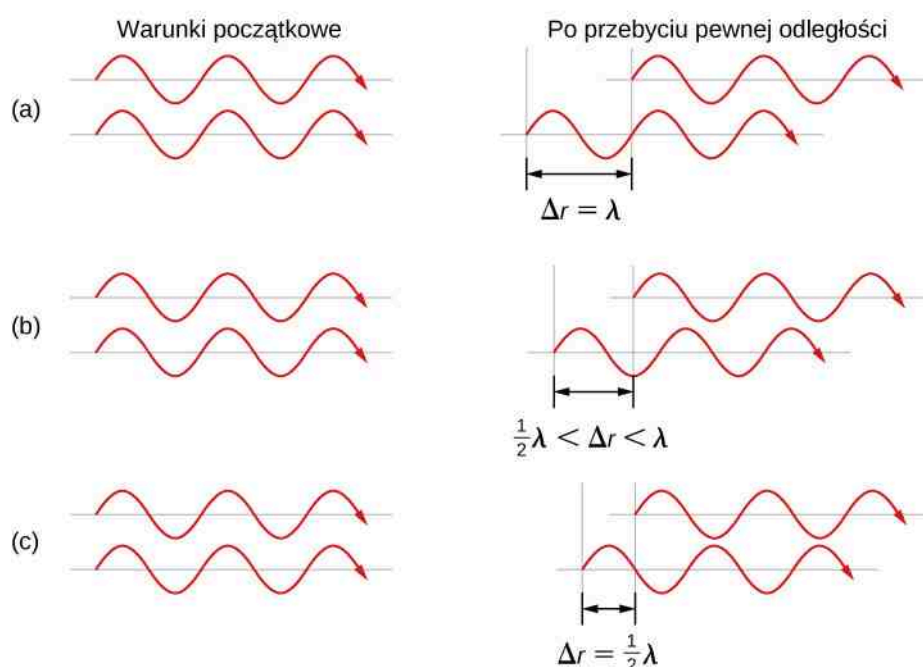 Warunki początkowe
Po przebyciu pewnej odległości
(a)
Δr = λ
(b)
½λ < Δr < λ
(c)
Δr = ½λ